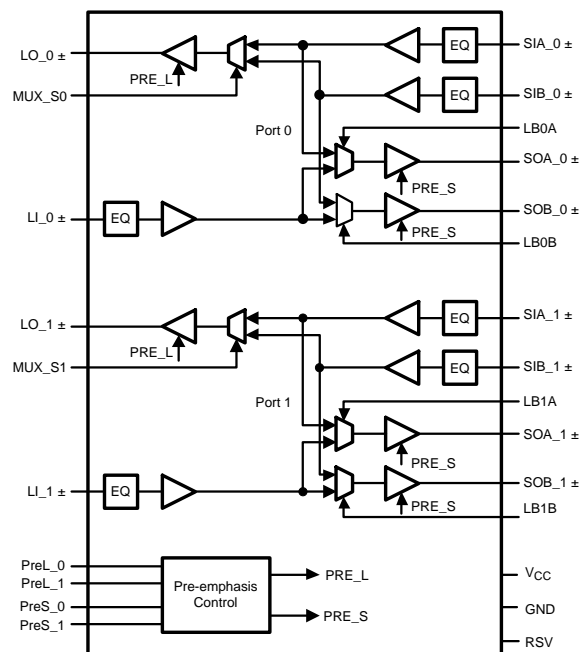 LO_0 ±
PRE_L
MUX_S0
EQ
SIA_0 ±
EQ
SIB_0 ±
Port 0
LB0A
SOA_0 ±
PRE_S
LI_0 ±
EQ
SOB_0 ±
PRE_S
LB0B
LO_1 ±
PRE_L
MUX_S1
EQ
SIA_1 ±
EQ
SIB_1 ±
Port 1
LB1A
SOA_1 ±
PRE_S
LI_1 ±
EQ
SOB_1 ±
PRE_S
LB1B
PreL_0
PreL_1
PreS_0
PreS_1
Pre-emphasis
Control
PRE_L
PRE_S
VCC
GND
RSV